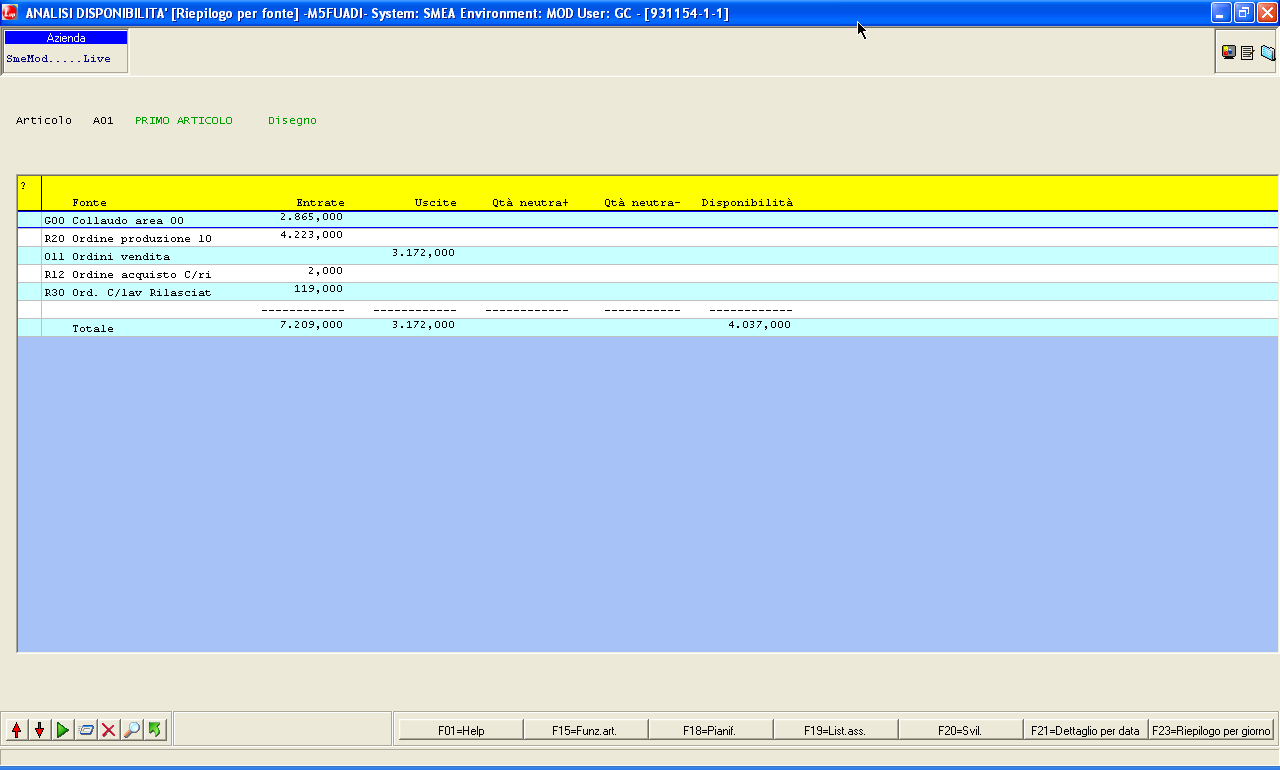 ANALISI DISPONIBILITA' [Riepilogo per fonte] -M5FUADI- System: SMEA Environment: MOD User: GC - [931154-1-1]
Azienda
SmeMod.....Live
Articolo A01 PRIMO ARTICOLO Disegno
?
Fonte Entrate Uscite Qtà neutra+ Qtà neutra- Disponibilità
G00 Collaudo area 00 2.865,000
R20 Ordine produzione 10 4.223,000
O11 Ordini vendita 3.172,000
R12 Ordine acquisto C/ri 2,000
R30 Ord. C/lav Rilasciat 119,000
------------ ------------ ------------ ----------- ------------
Totale 7.209,000 3.172,000 4.037,000
F01=Help F15=Funz.art. F18=Pianif. F19=List.ass. F20=Svil. F21=Dettaglio per data F23=Riepilogo per giorno